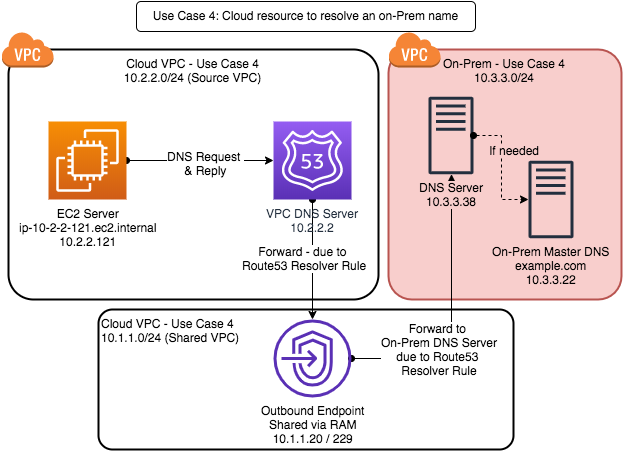 Use Case 4: Cloud resource to resolve an on-Prem name
VPC
Cloud VPC - Use Case 4
10.2.2.0/24 (Source VPC)
VPC
On-Prem - Use Case 4
10.3.3.0/24
DNS Request
& Reply
53
If needed
EC2 Server
ip-10-2-2-121.ec2.internal
10.2.2.121
VPC DNS Server
10.2.2.2
DNS Server
10.3.3.38
Forward - due to
Route53 Resolver Rule
On-Prem Master DNS
example.com
10.3.3.22
Cloud VPC - Use Case 4
10.1.1.0/24 (Shared VPC)
Forward to
On-Prem DNS Server
due to Route53
Resolver Rule
Outbound Endpoint
Shared via RAM
10.1.1.20 / 229